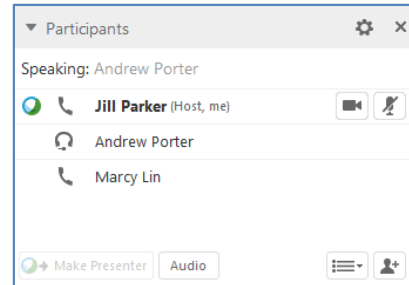 Participants
Speaking: Andrew Porter
Jill Parker (Host, me)
Andrew Porter
Marcy Lin
Make Presenter Audio